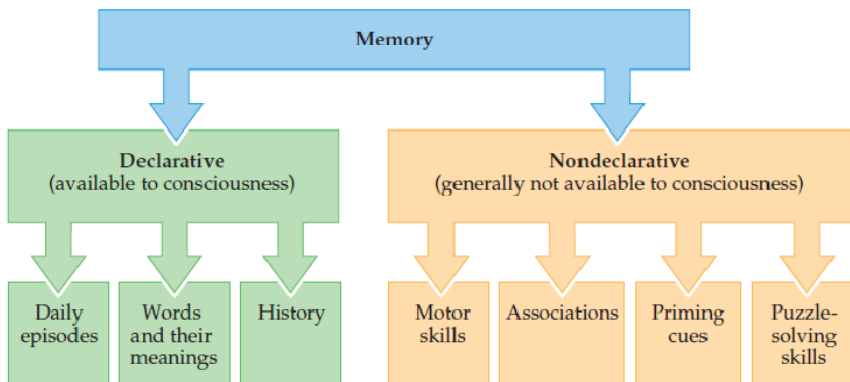 Memory
Declarative
(available to consciousness)
Nondeclarative
(generally not available to consciousness)
Daily
episodes
Words
and their
meanings
History
Motor
skills
Associations
Priming
cues
Puzzle-
solving
skills